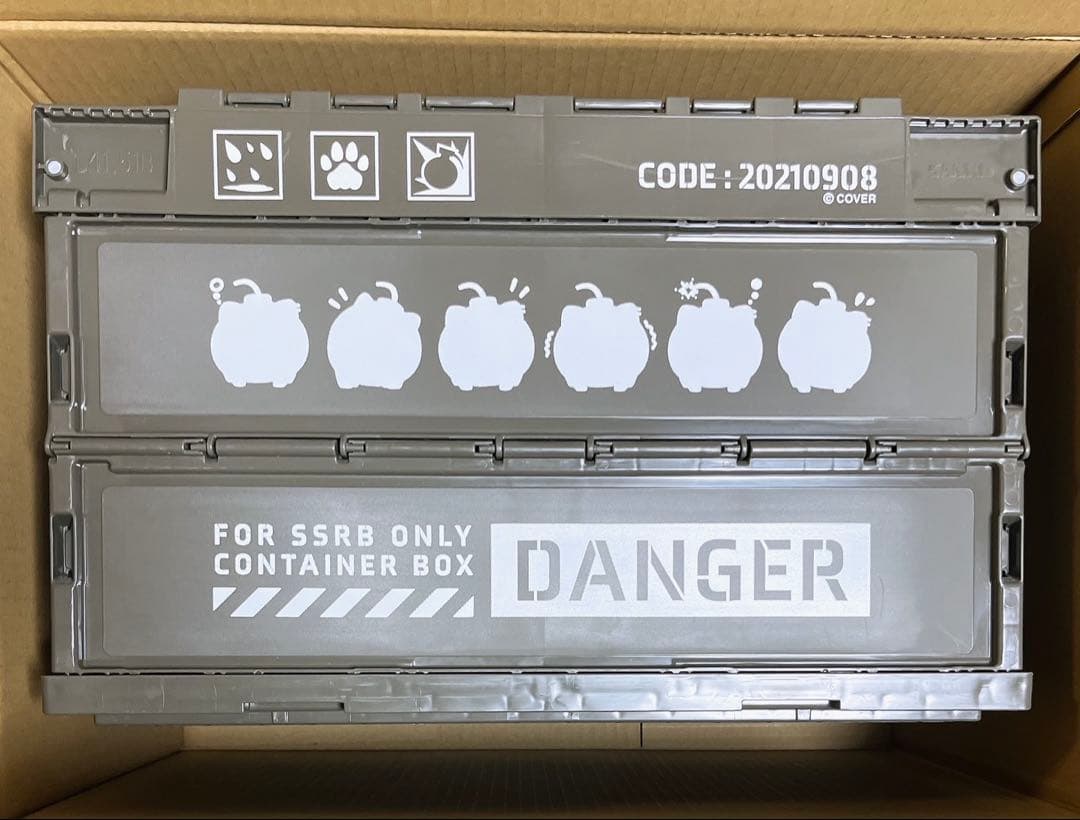 CODE : 20210908
© COVER
FOR SSRB ONLY
CONTAINER BOX
DANGER